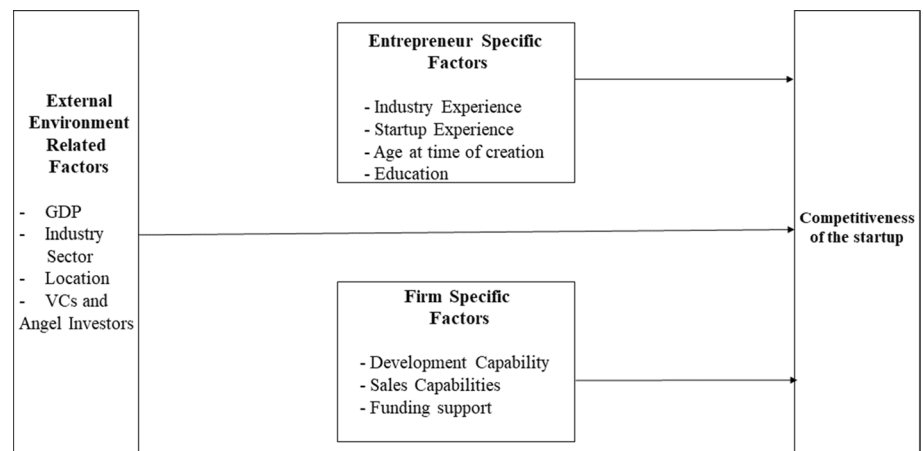 External
Environment
Related
Factors
- GDP
- Industry
Sector
- Location
- VCs and
Angel Investors
Entrepreneur Specific
Factors
- Industry Experience
- Startup Experience
- Age at time of creation
- Education
Firm Specific
Factors
- Development Capability
- Sales Capabilities
- Funding support
Competitiveness
of the startup